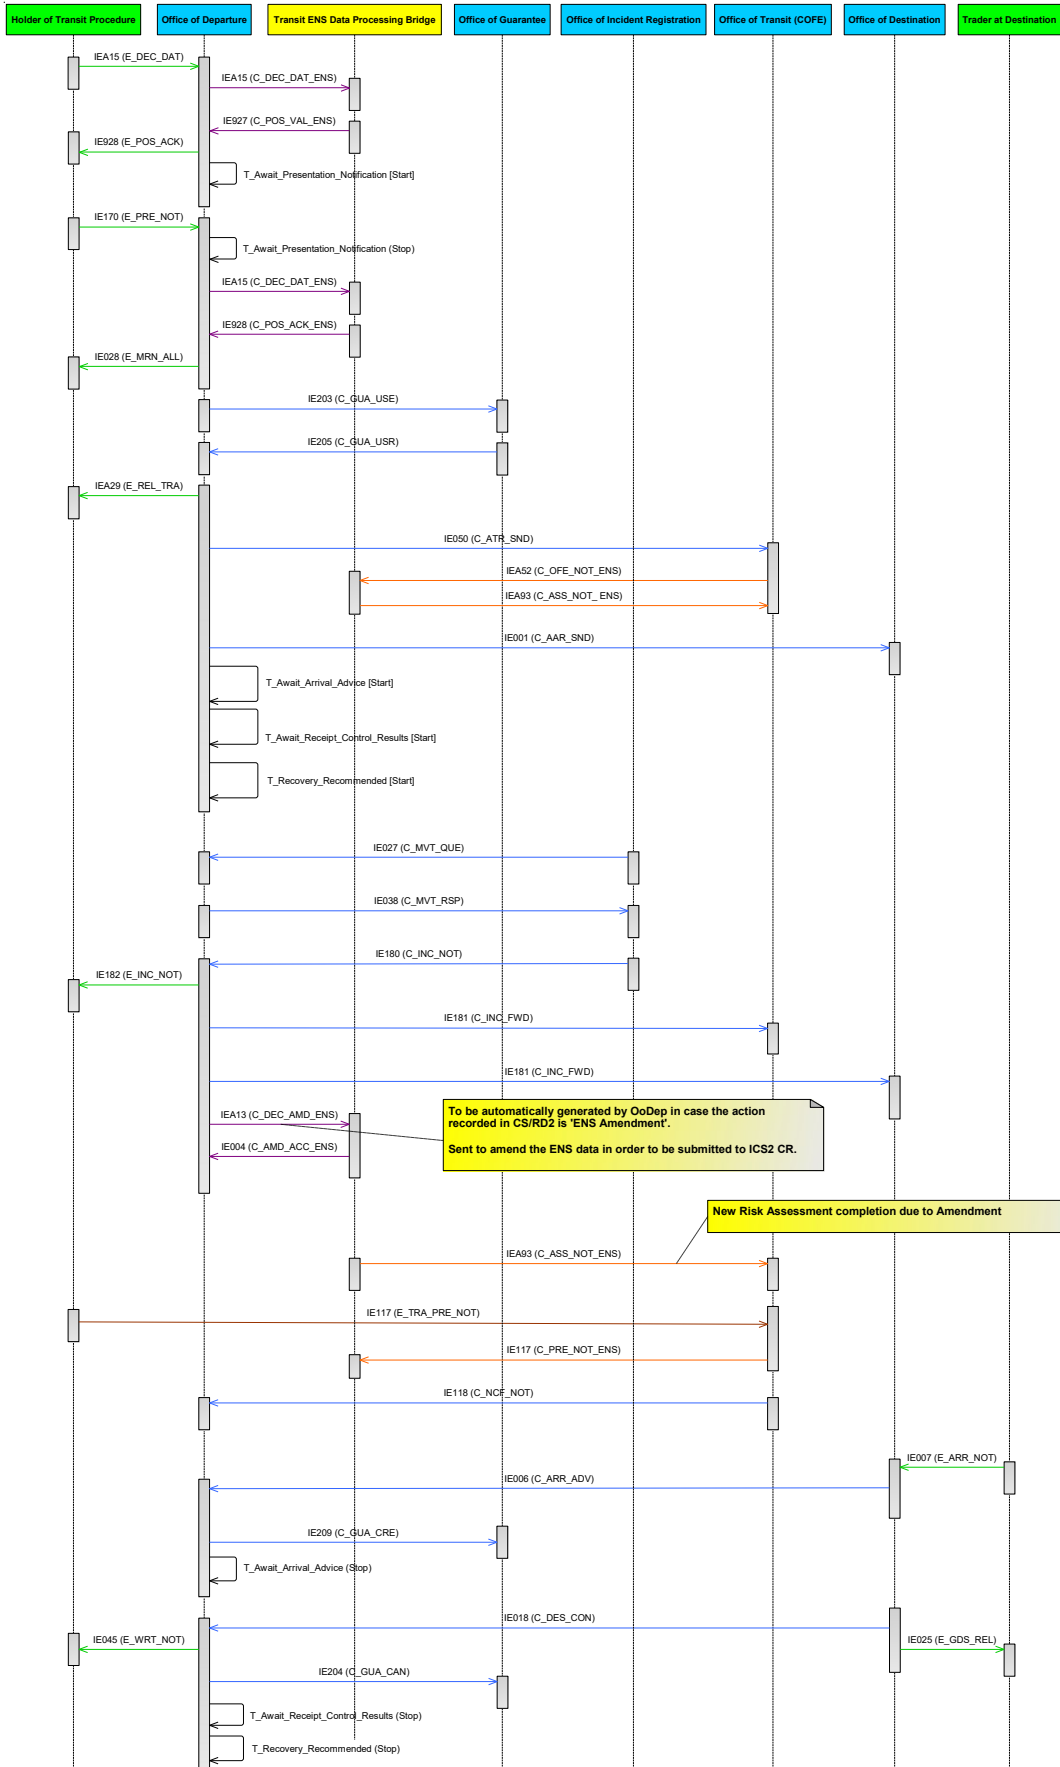 Holder of Transit Procedure
Office of Departure
Transit ENS Data Processing Bridge
Office of Guarantee
Office of Incident Registration
Office of Transit (COFE)
Office of Destination
Trader at Destination
IEA15 (E_DEC_DAT)
IEA15 (C_DEC_DAT_ENS)
IE927 (C_POS_VAL_ENS)
IE928 (E_POS_ACK)
T_Await_Presentation_Notification [Start]
IE170 (E_PRE_NOT)
T_Await_Presentation_Notification (Stop)
IEA15 (C_DEC_DAT_ENS)
IE928 (C_POS_ACK_ENS)
IE028 (E_MRN_ALL)
IE203 (C_GUA_USE)
IE205 (C_GUA_USR)
IEA29 (E_REL_TRA)
IE050 (C_ATR_SND)
IEA52 (C_OFE_NOT_ENS)
IEA93 (C_ASS_NOT_ ENS)
IE001 (C_AAR_SND)
T_Await_Arrival_Advice [Start]
T_Await_Receipt_Control_Results [Start]
T_Recovery_Recommended [Start]
IE027 (C_MVT_QUE)
IE038 (C_MVT_RSP)
IE180 (C_INC_NOT)
IE182 (E_INC_NOT)
IE181 (C_INC_FWD)
IE181 (C_INC_FWD)
IEA13 (C_DEC_AMD_ENS)
To be automatically generated by OoDep in case the action
recorded in CS/RD2 is 'ENS Amendment'.
Sent to amend the ENS data in order to be submitted to ICS2 CR.
IE004 (C_AMD_ACC_ENS)
New Risk Assessment completion due to Amendment
IEA93 (C_ASS_NOT_ENS)
IE117 (E_TRA_PRE_NOT)
IE117 (C_PRE_NOT_ENS)
IE118 (C_NCF_NOT)
IE007 (E_ARR_NOT)
IE006 (C_ARR_ADV)
IE209 (C_GUA_CRE)
T_Await_Arrival_Advice (Stop)
IE018 (C_DES_CON)
IE045 (E_WRT_NOT)
IE025 (E_GDS_REL)
IE204 (C_GUA_CAN)
T_Await_Receipt_Control_Results (Stop)
T_Recovery_Recommended (Stop)